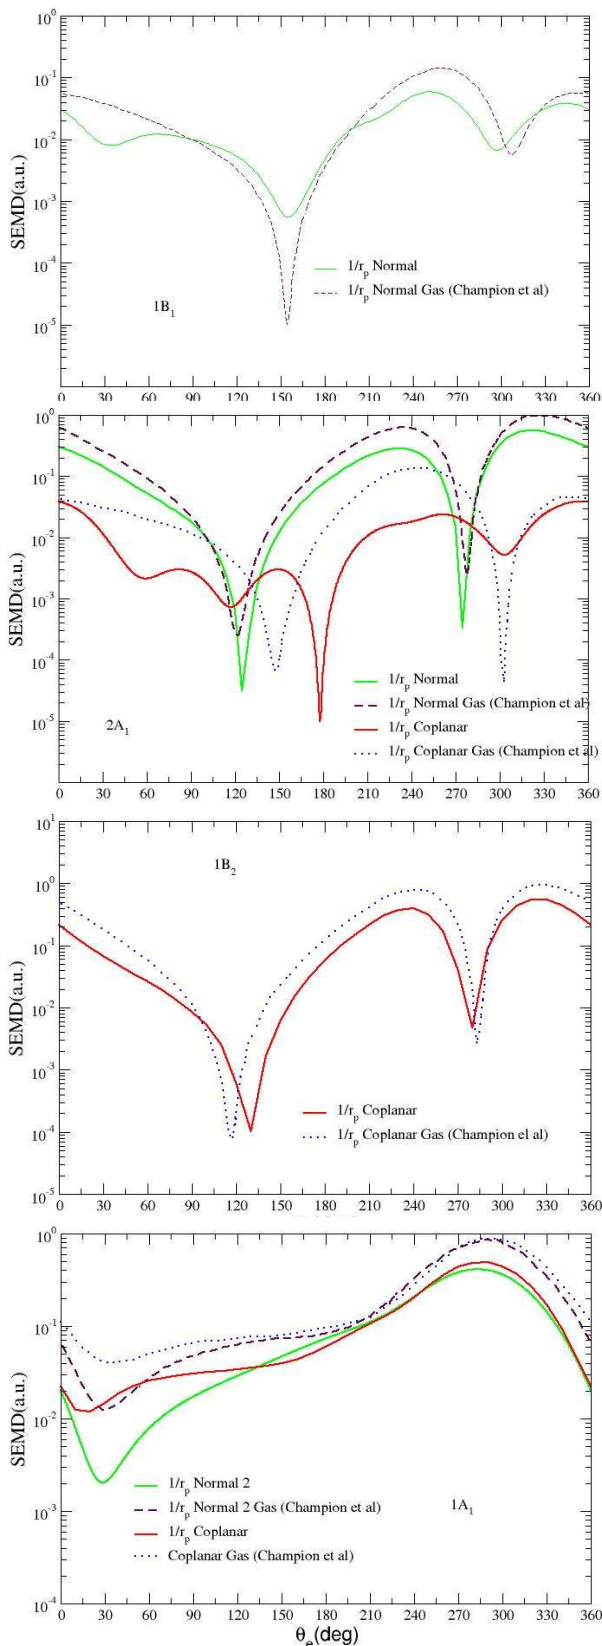 10^0
10^-1
10^-2
10^-3
10^-4
10^-5
SEMD(a.u.)
1/r_p Normal
1/r_p Normal Gas (Champion et al)
1B_1
0 30 60 90 120 150 180 210 240 270 300 330 360
10^0
10^-1
10^-2
10^-3
10^-4
10^-5
SEMD(a.u.)
1/r_p Normal
1/r_p Normal Gas (Champion et al)
1/r_p Coplanar
1/r_p Coplanar Gas (Champion et al)
2A_1
0 30 60 90 120 150 180 210 240 270 300 330 360
10^1
10^0
10^-1
10^-2
10^-3
10^-4
10^-5
SEMD(a.u.)
1B_2
1/r_p Coplanar
1/r_p Coplanar Gas (Champion el al)
0 30 60 90 120 150 180 210 240 270 300 330 360
10^0
10^-1
10^-2
10^-3
10^-4
SEMD(a.u.)
1/r_p Normal 2
1/r_p Normal 2 Gas (Champion et al)
1/r_p Coplanar
Coplanar Gas (Champion et al)
1A_1
0 30 60 90 120 150 180 210 240 270 300 330 360
θ_e(deg)